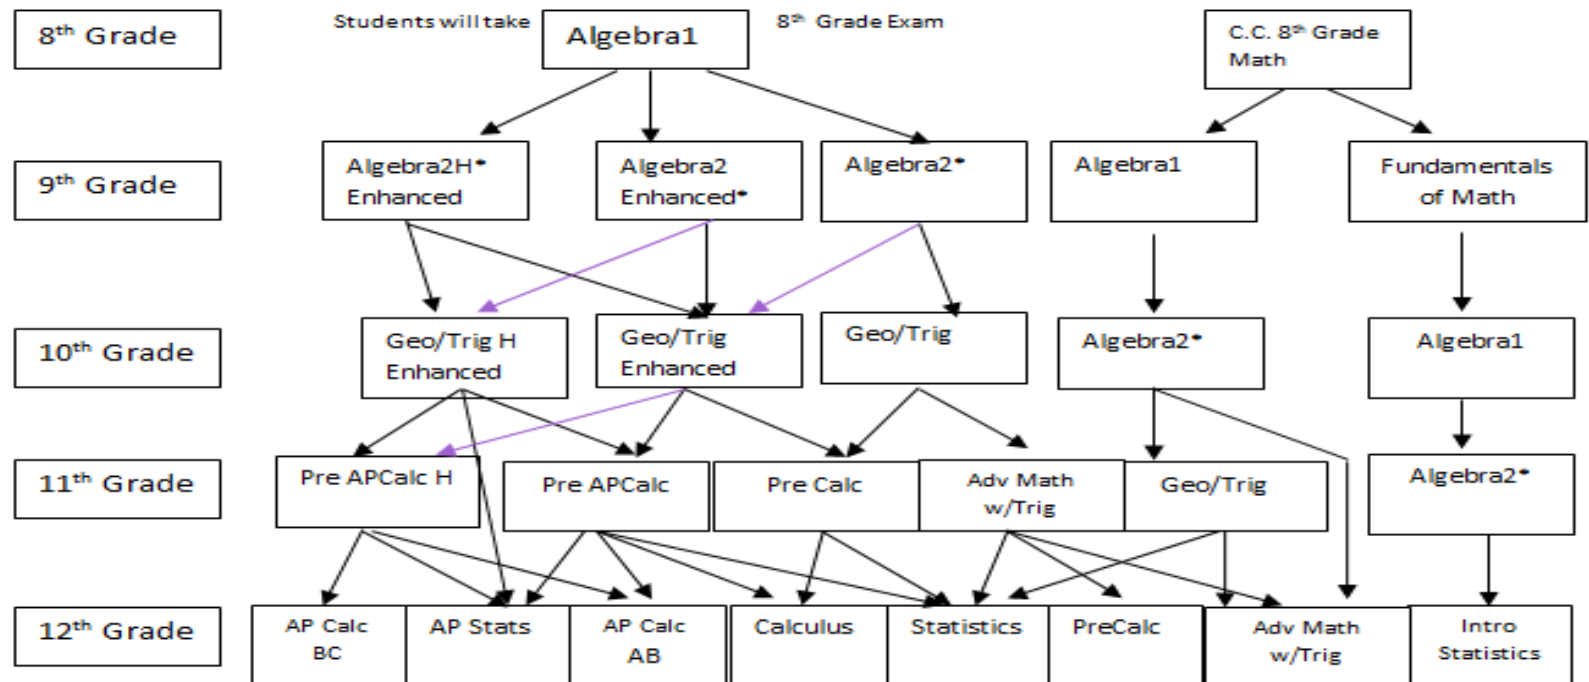 8th Grade
Students will take
Algebra1
8th Grade Exam
C.C. 8th Grade
Math
9th Grade
Algebra2H*
Enhanced
Algebra2
Enhanced*
Algebra2*
Algebra1
Fundamentals
of Math
10th Grade
Geo/Trig H
Enhanced
Geo/Trig
Enhanced
Geo/Trig
Algebra2*
Algebra1
11th Grade
Pre APCalc H
Pre APCalc
Pre Calc
Adv Math
w/Trig
Geo/Trig
Algebra2*
12th Grade
AP Calc
BC
AP Stats
AP Calc
AB
Calculus
Statistics
PreCalc
Adv Math
w/Trig
Intro
Statistics